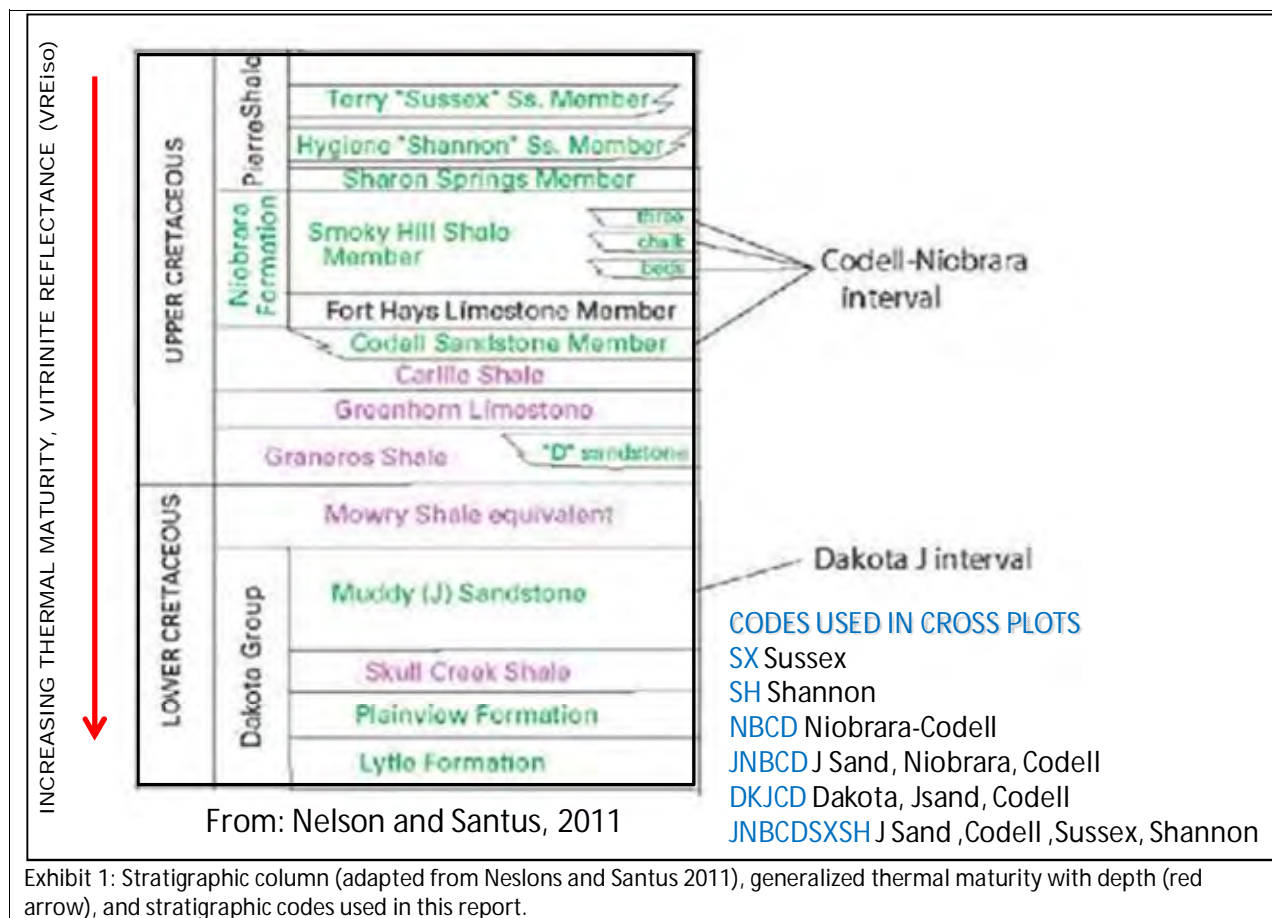 INCREASING THERMAL MATURITY, VITRINITE REFLECTANCE (VREiso)
UPPER CRETACEOUS
LOWER CRETACEOUS
Pierre Shale
Niobrara Formation
Dakota Group
Terry "Sussex" Ss. Member
Hygiene "Shannon" Ss. Member
Sharon Springs Member
Smoky Hill Shale
Member
three
chalk
beds
Fort Hays Limestone Member
Codell Sandstone Member
Carlile Shale
Greenhorn Limestone
Graneros Shale
"D" sandstone
Mowry Shale equivalent
Muddy (J) Sandstone
Skull Creek Shale
Plainview Formation
Lytle Formation
Codell-Niobrara
interval
Dakota J interval
CODES USED IN CROSS PLOTS
SX Sussex
SH Shannon
NBCD Niobrara-Codell
JNBCD J Sand, Niobrara, Codell
DKJCD Dakota, Jsand, Codell
JNBCDSXSH J Sand ,Codell ,Sussex, Shannon
From: Nelson and Santus, 2011
Exhibit 1: Stratigraphic column (adapted from Neslons and Santus 2011), generalized thermal maturity with depth (red
arrow), and stratigraphic codes used in this report.